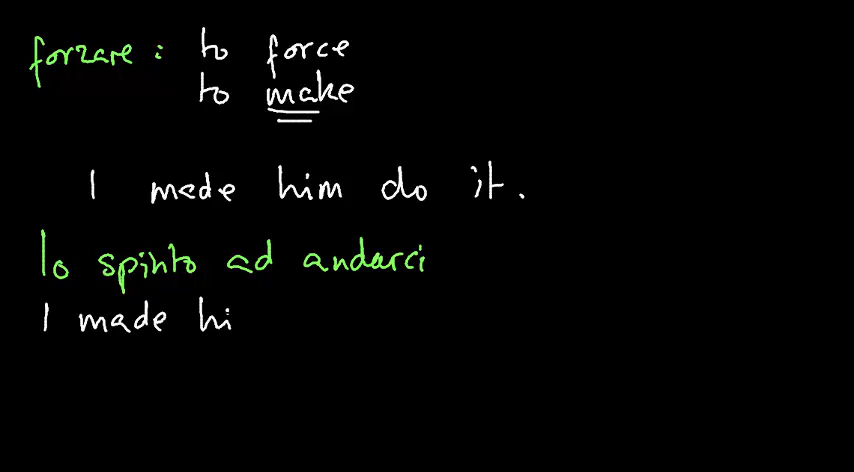 forzare : to force
to make
I made him do it.
lo spinto ad andarci
I made hi